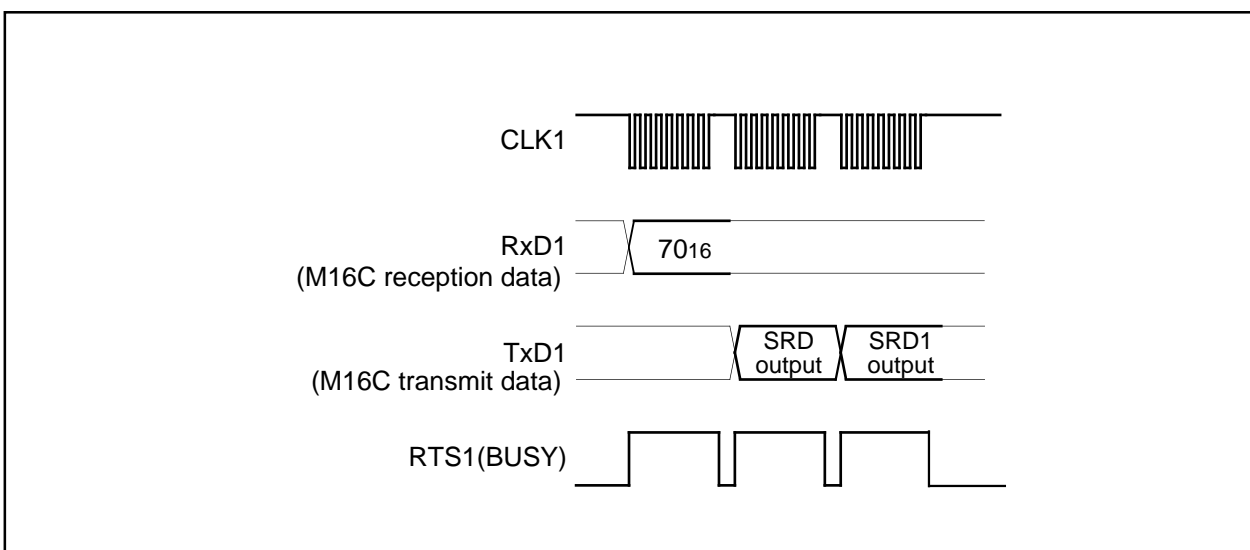 CLK1
RxD1
(M16C reception data)
7016
TxD1
(M16C transmit data)
SRD
output
SRD1
output
RTS1(BUSY)